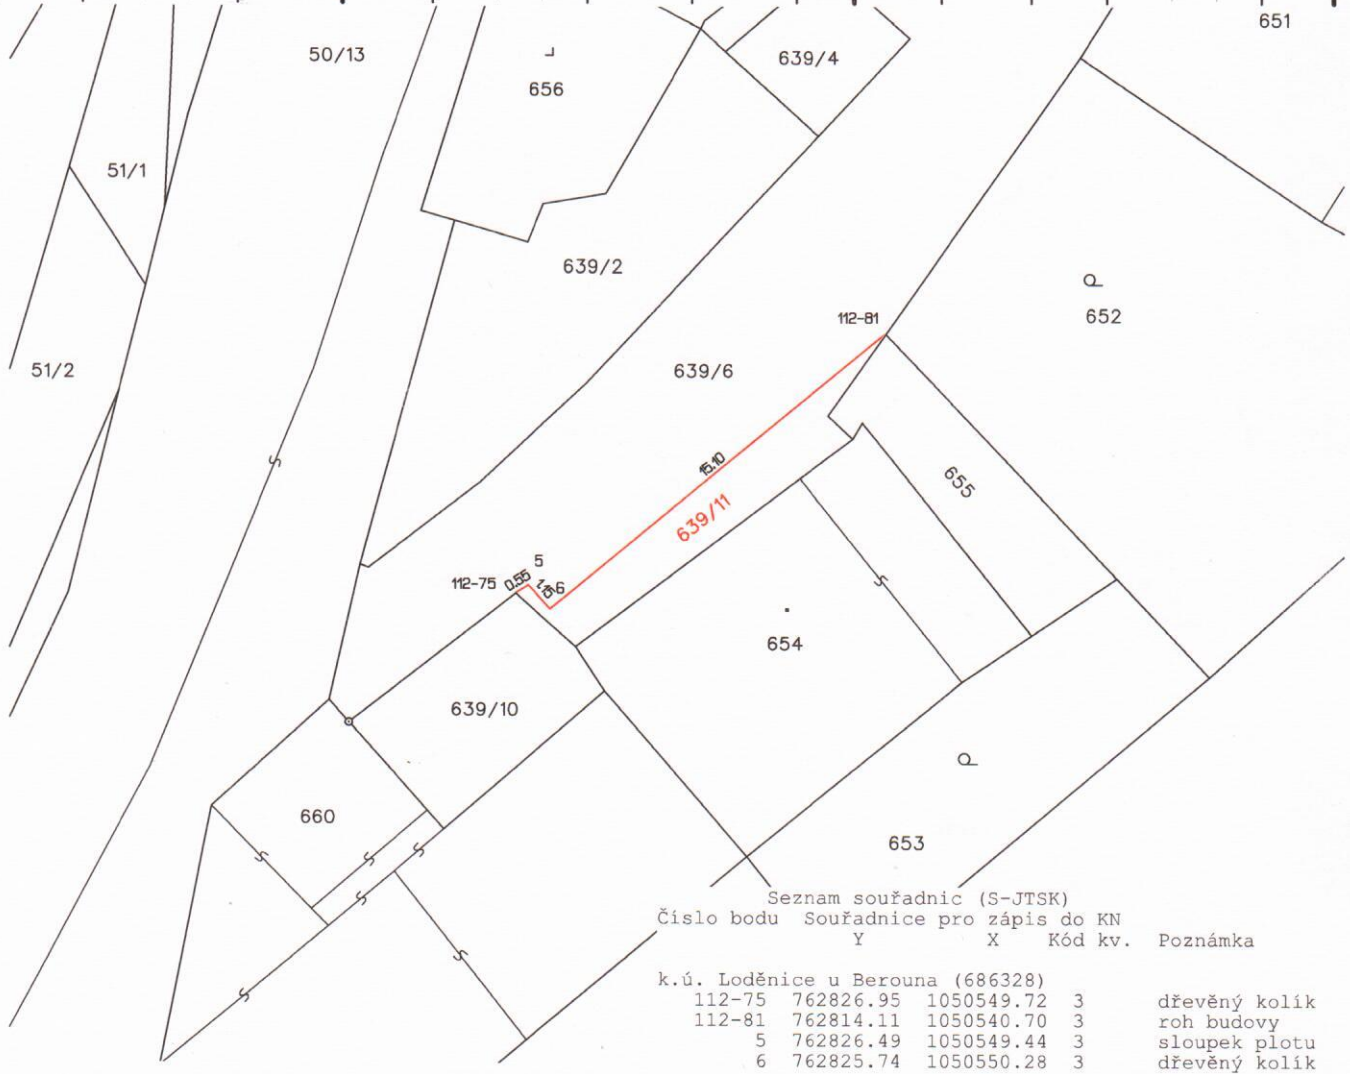 651
50/13
639/4
656
51/1
639/2
652
112-81
51/2
639/6
655
15.10
639/11
5
112-75
0.55
6
654
639/10
660
653
Seznam souřadnic (S-JTSK)
Číslo bodu Souřadnice pro zápis do KN
Y X Kód kv. Poznámka
k.ú. Loděnice u Berouna (686328)
112-75 762826.95 1050549.72 3 dřevěný kolík
112-81 762814.11 1050540.70 3 roh budovy
5 762826.49 1050549.44 3 sloupek plotu
6 762825.74 1050550.28 3 dřevěný kolík